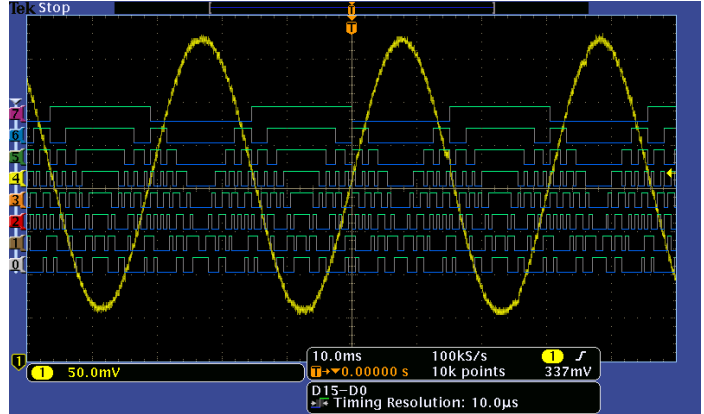 Tek Stop
T
T
7
6
5
4
3
2
1
0
1
1 50.0mV
10.0ms 100kS/s 1 ∫
T→▼0.00000 s 10k points 337mV
D15-D0
Timing Resolution: 10.0µs